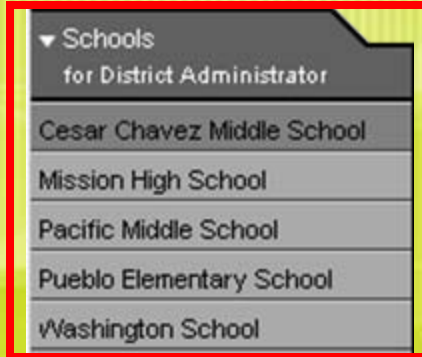 Schools
for District Administrator
Cesar Chavez Middle School
Mission High School
Pacific Middle School
Pueblo Elementary School
Washington School